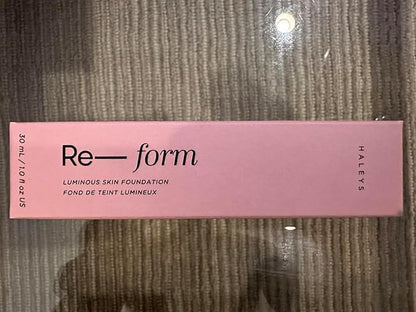 30 mL / 1.0 fl oz US
Re— form
LUMINOUS SKIN FOUNDATION
FOND DE TEINT LUMINEUX
HALEYS